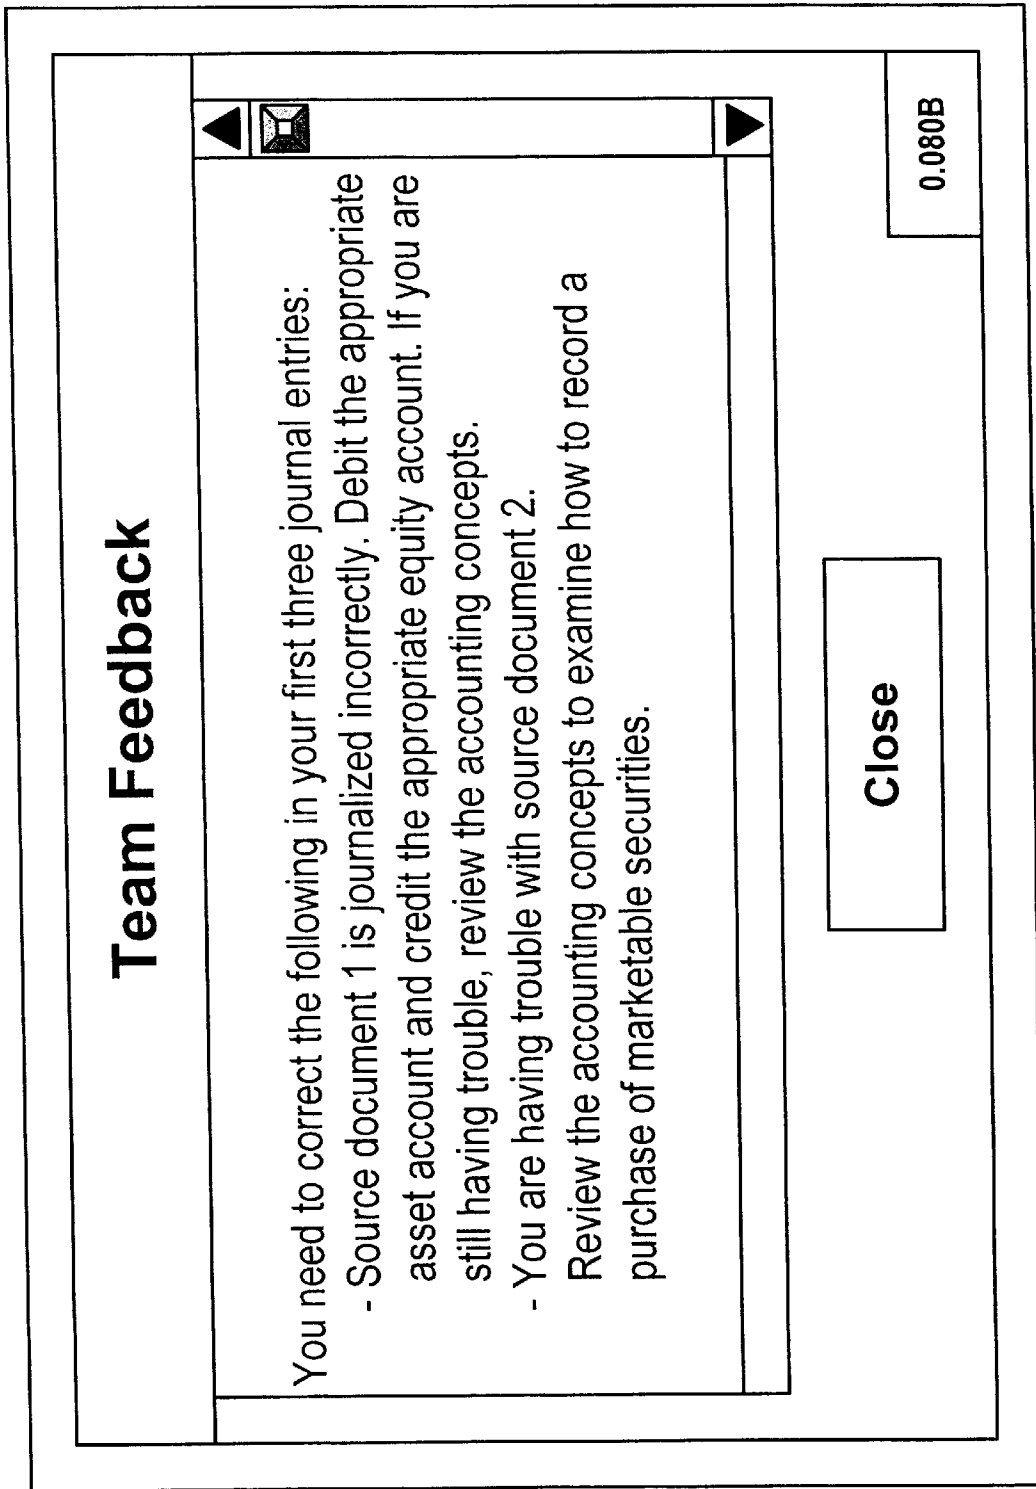 Team Feedback
You need to correct the following in your first three journal entries:
- Source document 1 is journalized incorrectly. Debit the appropriate
asset account and credit the appropriate equity account. If you are
still having trouble, review the accounting concepts.
- You are having trouble with source document 2.
Review the accounting concepts to examine how to record a
purchase of marketable securities.
Close
0.080B